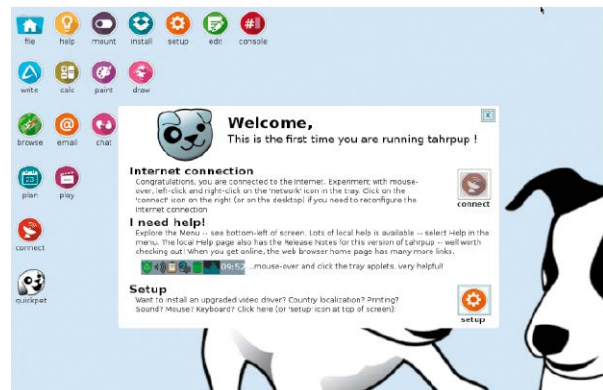 file help mount install setup edit console
write calc paint draw
browse email chat
plan play
connect
quickpet
23
x
Welcome,
This is the first time you are running tahrpup !
Internet connection
Congratulations, you are connected to the Internet. Experiment with mouse-
over, left-click and right-click on the 'network' icon in the tray. Click on the
'connect' icon on the right (or on the desktop) if you need to reconfigure the
Internet connection
connect
I need help!
Explore the Menu -- see bottom-left of screen. Lots of local help is available -- select Help in the
menu. The local Help page also has the Release Notes for this version of tahrpup -- well worth
checking out! When you get online, the web browser home page has many more links.
09:52 ...mouse-over and click the tray applets, very helpful!
Setup
Want to install an upgraded video driver? Country localization? Printing?
Sound? Mouse? Keyboard? Click here (or 'setup' icon at top of screen):
setup